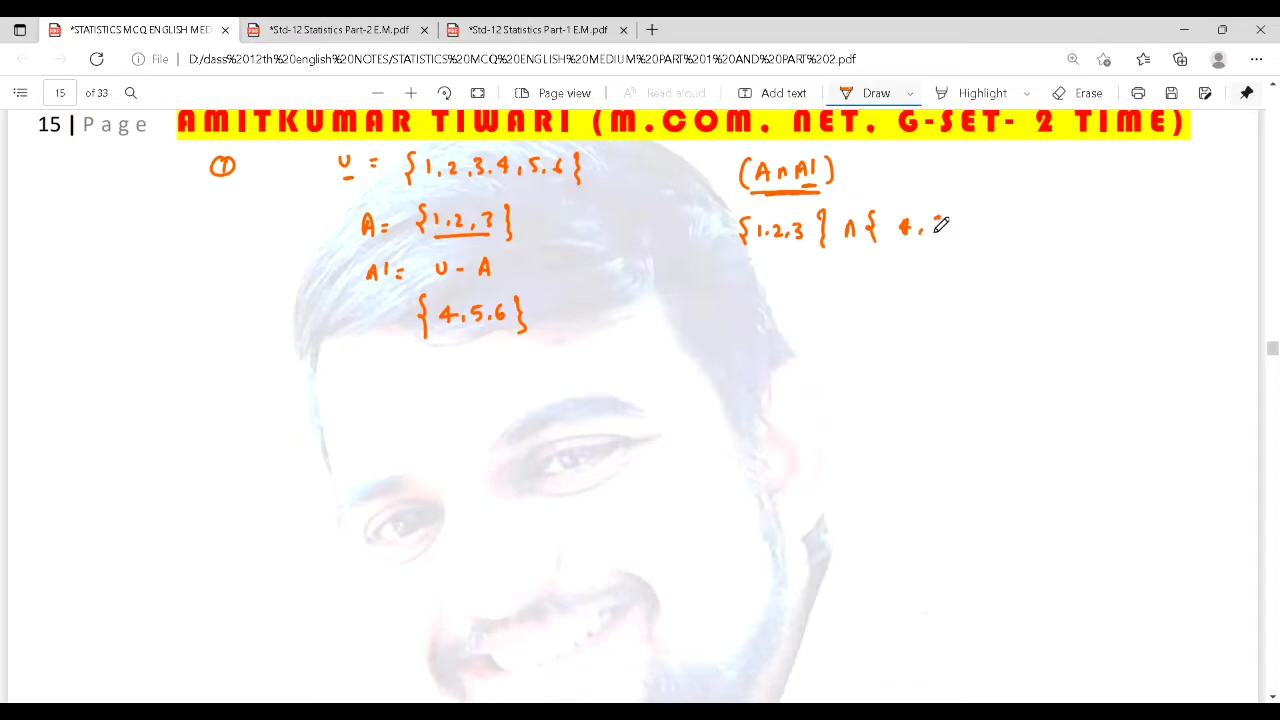 *STATISTICS MCQ ENGLISH MED
*Std-12 Statistics Part-2 E.M.pdf
*Std-12 Statistics Part-1 E.M.pdf
File
D:/class%2012th%20english%20NOTES/STATISTICS%20MCQ%20ENGLISH%20MEDIUM%20PART%201%20AND%20PART%202.pdf
15 of 33
Page view
Read aloud
Add text
Draw
Highlight
Erase
15 | Page
AMITKUMAR TIWARI (M.COM, NET, G-SET- 2 TIME)
U = {1,2,3,4,5,6}
(A∩A')
A = {1,2,3}
{1,2,3} ∩ { 4,
A' = U - A
{4,5,6}